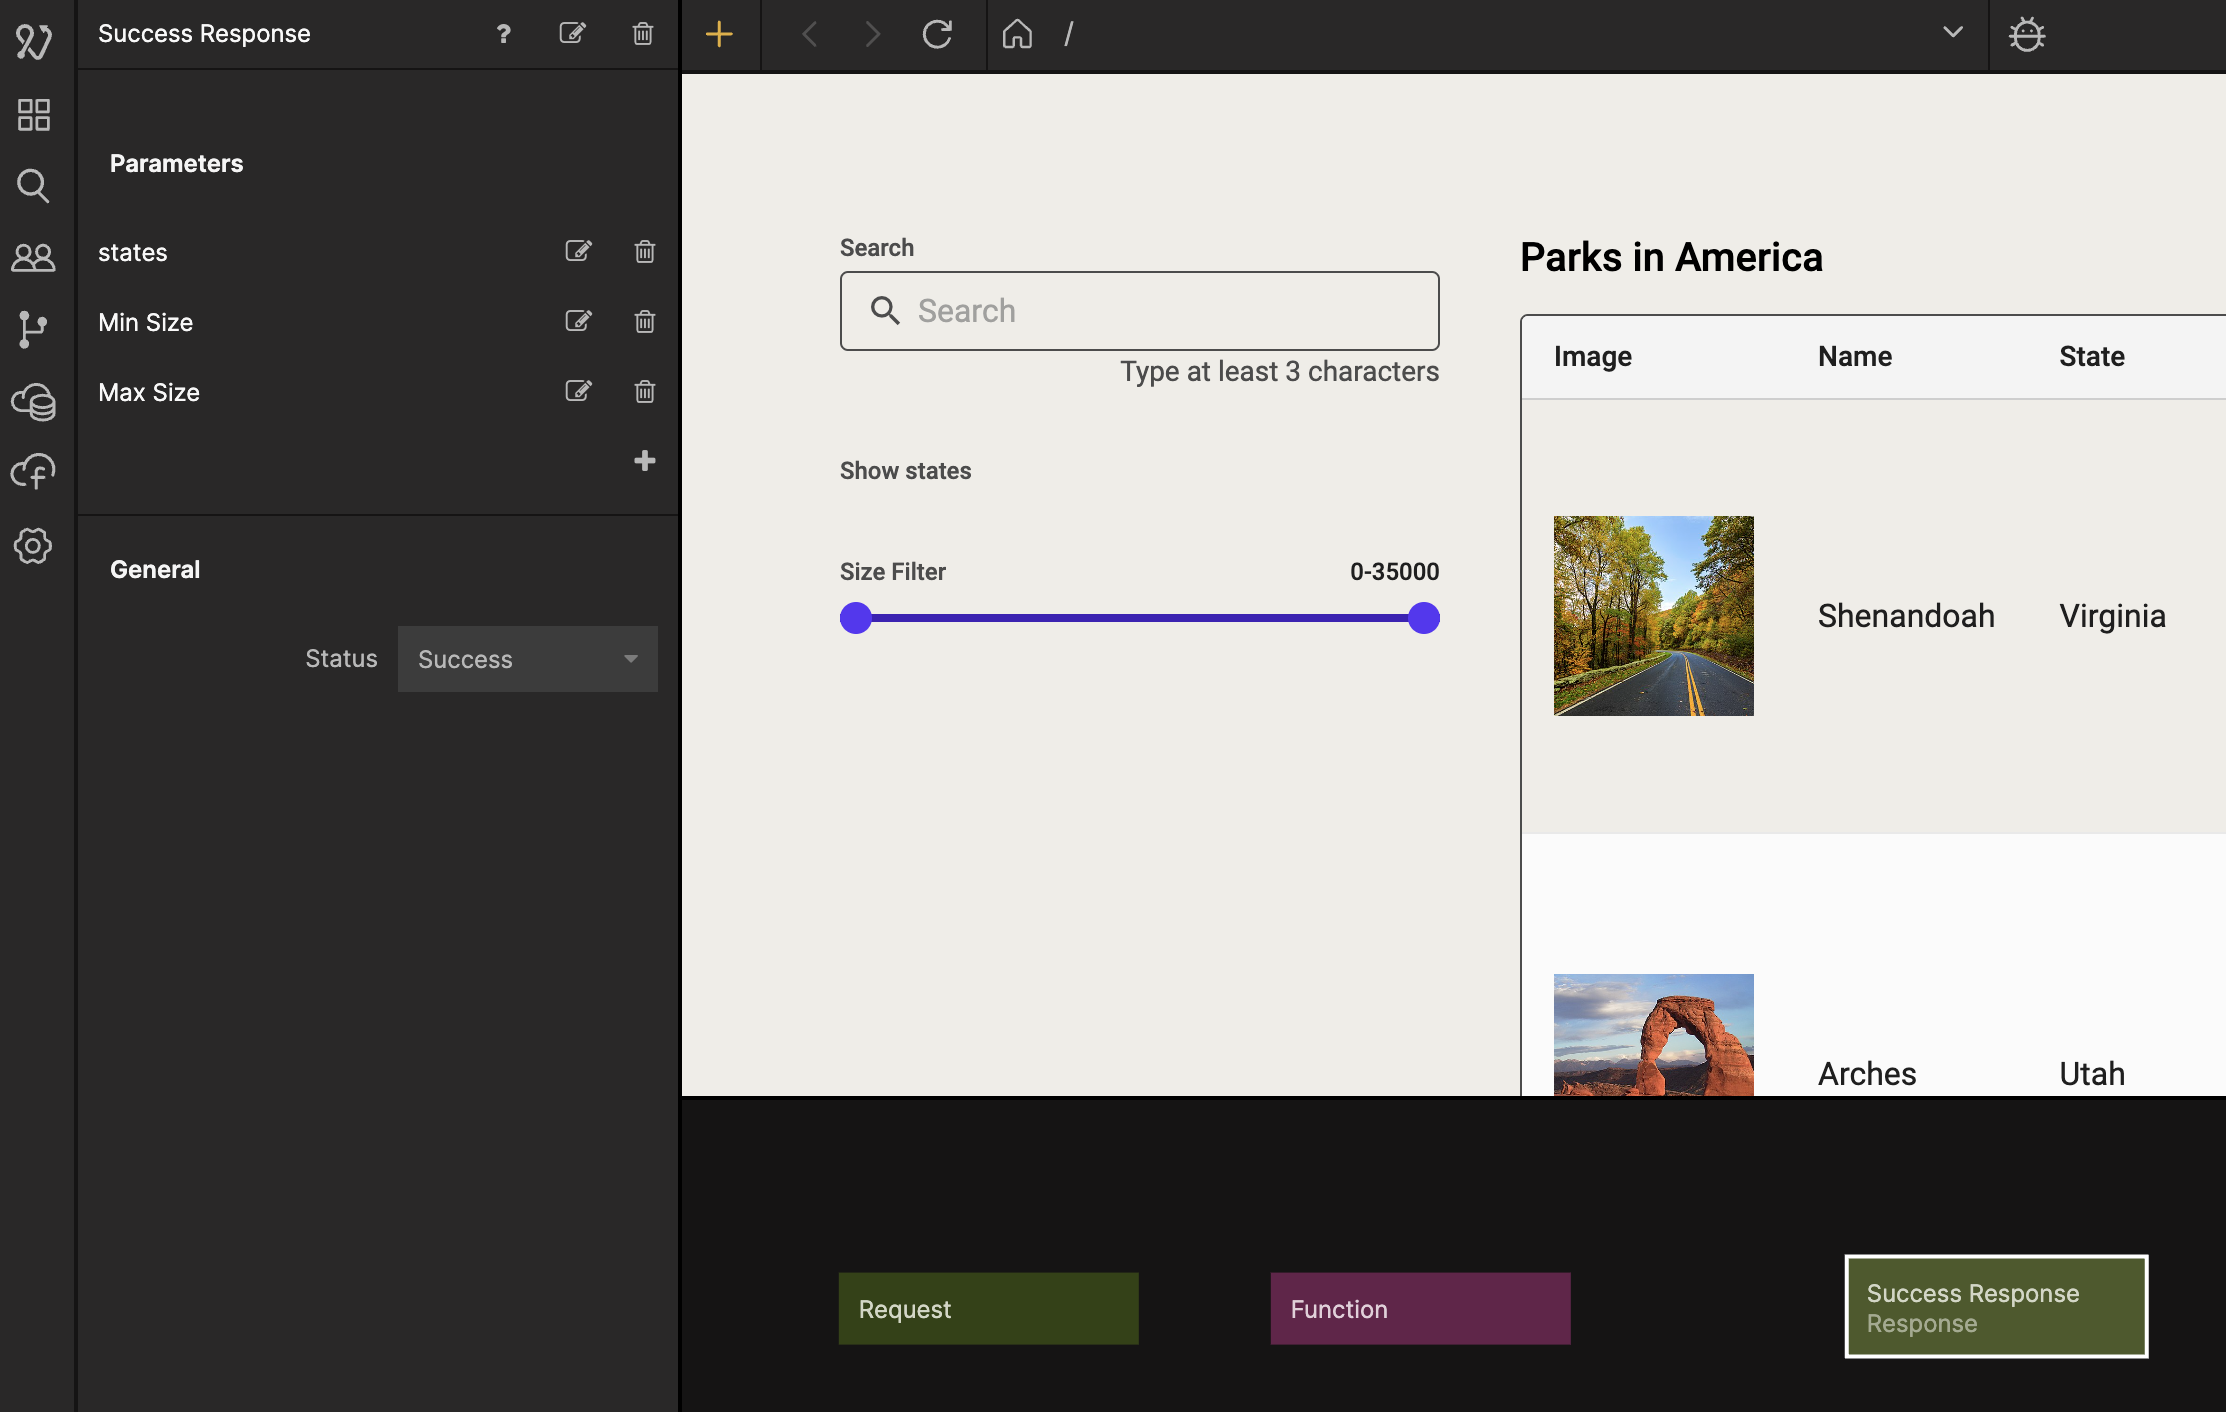 Success Response
?
Parameters
states
Min Size
Max Size
General
Status
Success
/
Search
Search
Type at least 3 characters
Show states
Size Filter
0-35000
Parks in America
Image
Name
State
Shenandoah
Virginia
Arches
Utah
Request
Function
Success Response
Response